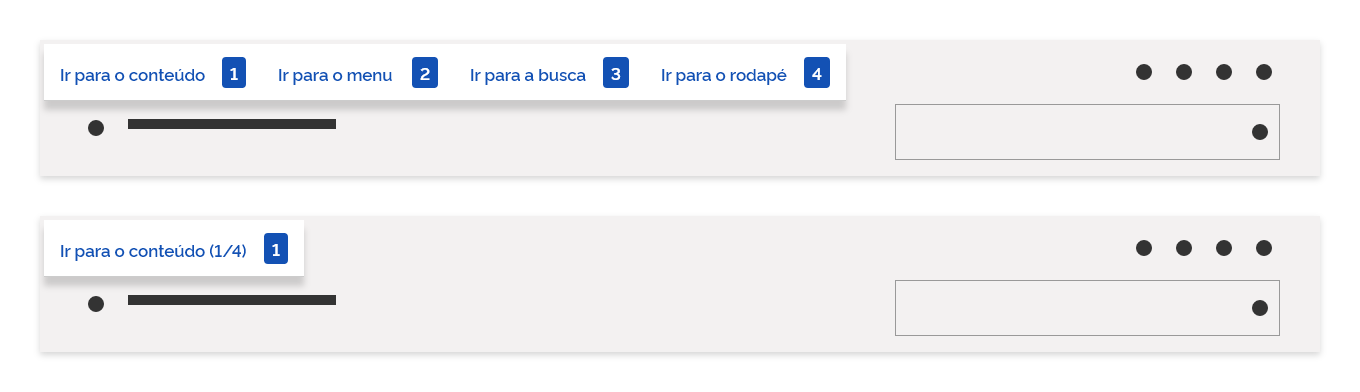 Ir para o conteúdo 1 Ir para o menu 2 Ir para a busca 3 Ir para o rodapé 4
Ir para o conteúdo (1/4) 1